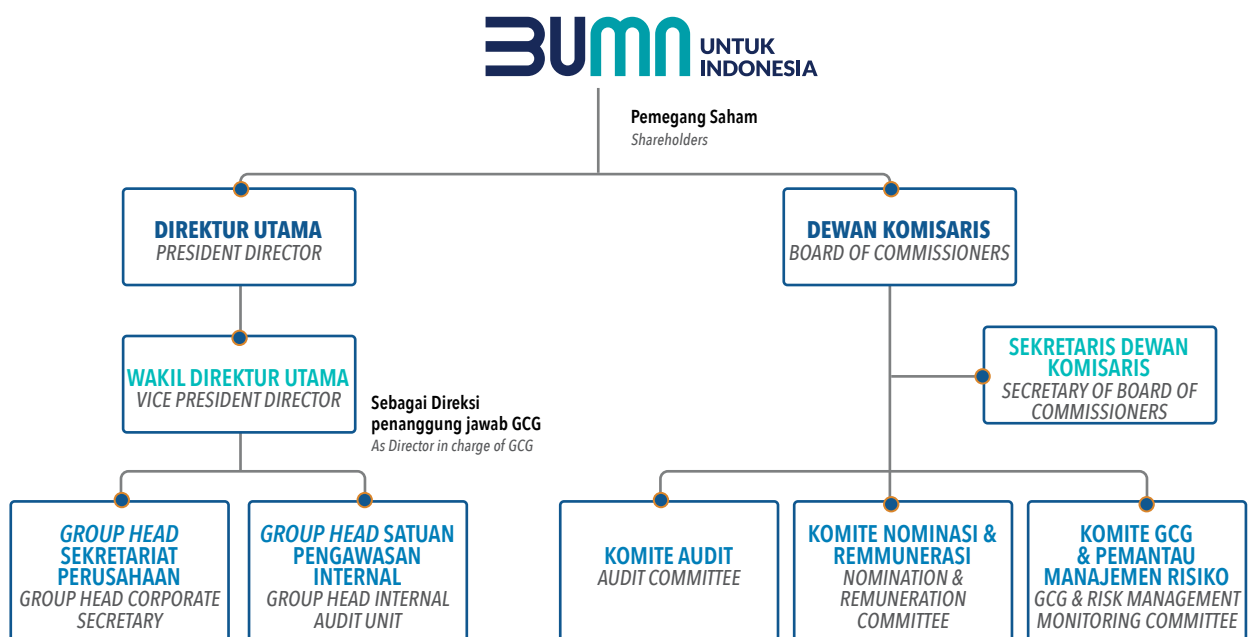 BUMN UNTUK
INDONESIA
Pemegang Saham
Shareholders
DIREKTUR UTAMA
PRESIDENT DIRECTOR
DEWAN KOMISARIS
BOARD OF COMMISSIONERS
WAKIL DIREKTUR UTAMA
VICE PRESIDENT DIRECTOR
Sebagai Direksi
penanggung jawab GCG
As Director in charge of GCG
SEKRETARIS DEWAN
KOMISARIS
SECRETARY OF BOARD OF
COMMISSIONERS
GROUP HEAD
SEKRETARIAT
PERUSAHAAN
GROUP HEAD CORPORATE
SECRETARY
GROUP HEAD SATUAN
PENGAWASAN
INTERNAL
GROUP HEAD INTERNAL
AUDIT UNIT
KOMITE AUDIT
AUDIT COMMITTEE
KOMITE NOMINASI &
REMMUNERASI
NOMINATION &
REMUNERATION
COMMITTEE
KOMITE GCG
& PEMANTAU
MANAJEMEN RISIKO
GCG & RISK MANAGEMENT
MONITORING COMMITTEE